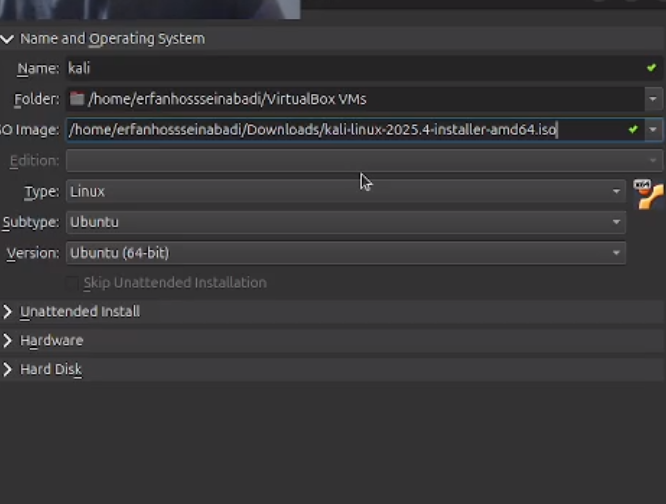 Name and Operating System
Name: kali
Folder: /home/erfanhossseinabadi/VirtualBox VMs
SO Image: /home/erfanhossseinabadi/Downloads/kali-linux-2025.4-installer-amd64.iso
Edition:
Type: Linux
Subtype: Ubuntu
Version: Ubuntu (64-bit)
Skip Unattended Installation
Unattended Install
Hardware
Hard Disk